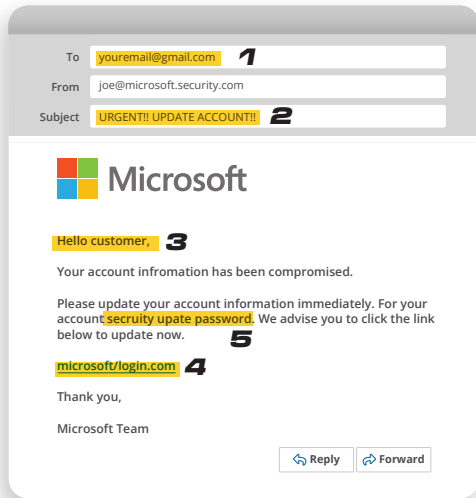 To youremail@gmail.com 1
From joe@microsoft.security.com
Subject URGENT!! UPDATE ACCOUNT!! 2
Microsoft
Hello customer, 3
Your account infromation has been compromised.
Please update your account information immediately. For your
account secruity upate password. We advise you to click the link
below to update now. 5
microsoft/login.com 4
Thank you,
Microsoft Team
Reply Forward